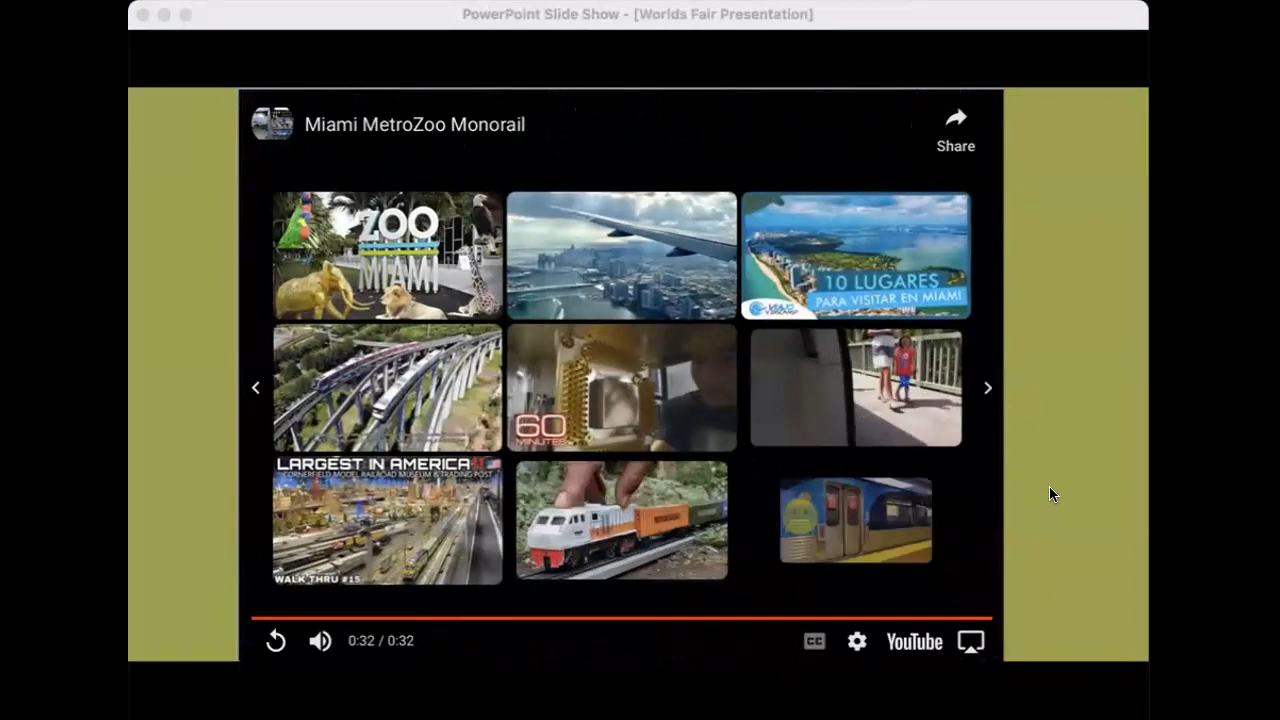 PowerPoint Slide Show - [Worlds Fair Presentation]
Miami MetroZoo Monorail
Share
ZOO
MIAMI
10 LUGARES
PARA VISITAR EN MIAMI
60
MINUTES
LARGEST IN AMERICA
CORNERFIELD MODEL RAILROAD MUSEUM & TRADING POST
WALK THRU #15
0:32 / 0:32
CC
YouTube